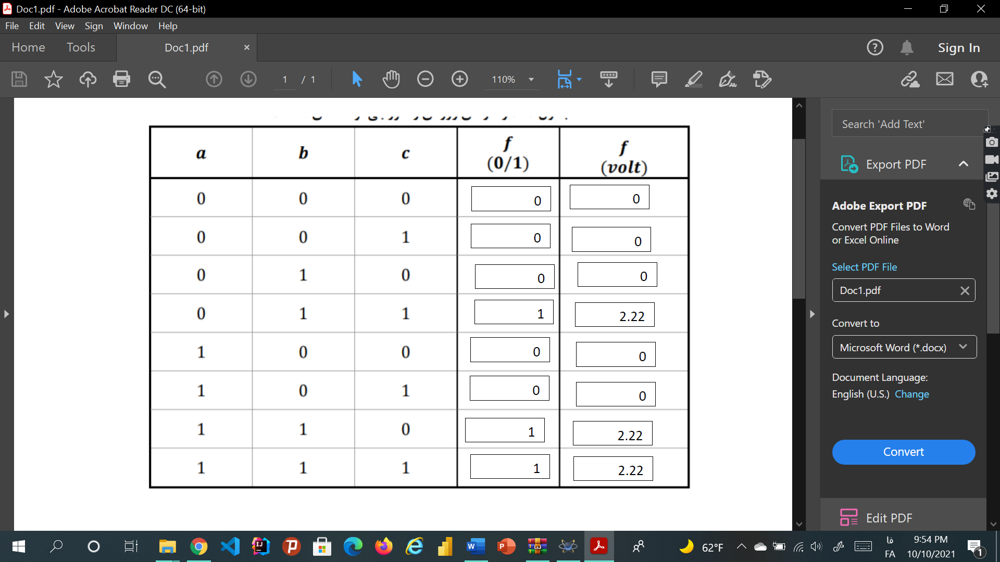 Doc1.pdf - Adobe Acrobat Reader DC (64-bit)
File Edit View Sign Window Help
Home Tools Doc1.pdf × Sign In
1 / 1 110%
a b c f (0/1) f (volt)
0 0 0 0 0
0 0 1 0 0
0 1 0 0 0
0 1 1 1 2.22
1 0 0 0 0
1 0 1 0 0
1 1 0 1 2.22
1 1 1 1 2.22
Search 'Add Text'
Export PDF
Adobe Export PDF
Convert PDF Files to Word
or Excel Online
Select PDF File
Doc1.pdf
Convert to
Microsoft Word (*.docx)
Document Language:
English (U.S.) Change
Convert
Edit PDF
62°F
فا
FA
9:54 PM
10/10/2021
1